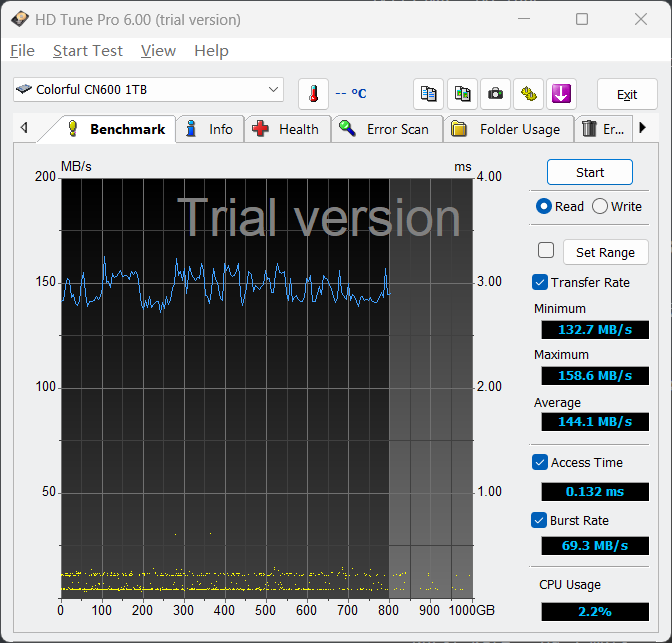 HD Tune Pro 6.00 (trial version)
File Start Test View Help
Colorful CN600 1TB
-- °C
Exit
Benchmark Info Health Error Scan Folder Usage Er...
MB/s ms
200 4.00
Trial version
150 3.00
100 2.00
50 1.00
0 100 200 300 400 500 600 700 800 900 1000GB
Start
Read Write
Set Range
Transfer Rate
Minimum
132.7 MB/s
Maximum
158.6 MB/s
Average
144.1 MB/s
Access Time
0.132 ms
Burst Rate
69.3 MB/s
CPU Usage
2.2%